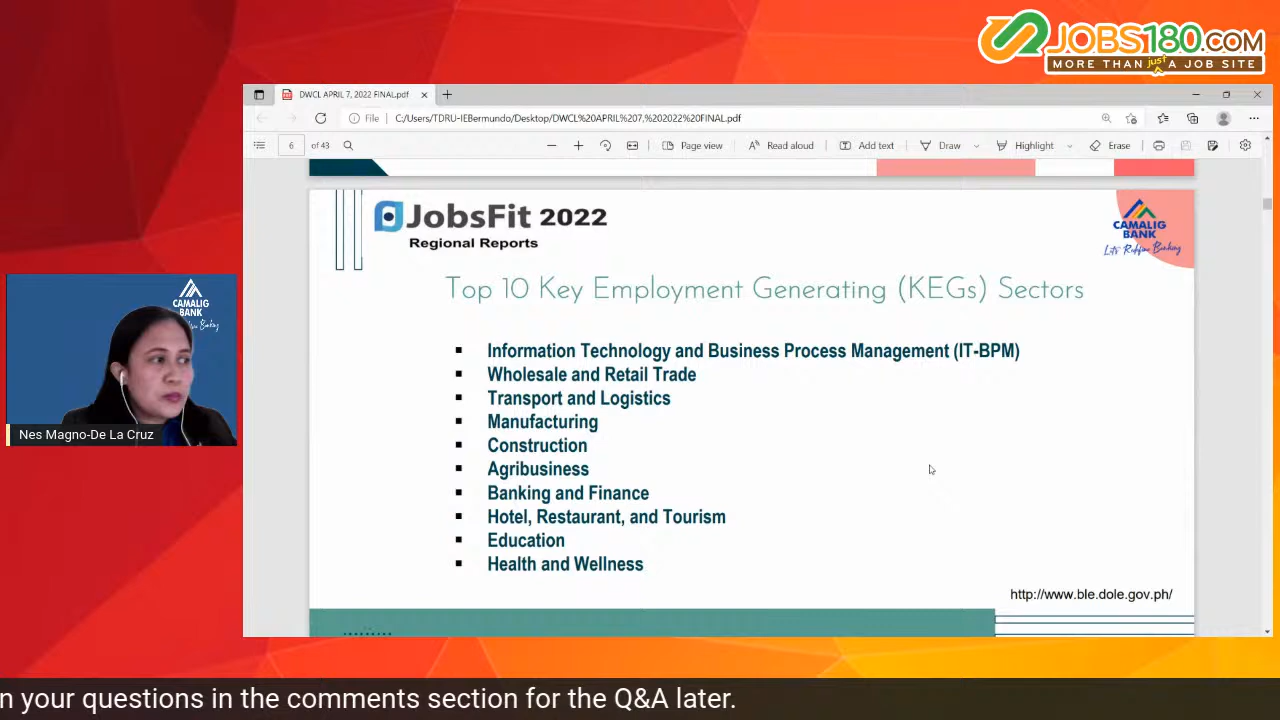 JOBS180.COM
MORE THAN just A JOB SITE
DWCL APRIL 7, 2022 FINAL.pdf
File
C:/Users/TDRU-IEBermundo/Desktop/DWCL%20APRIL%207,%202022%20FINAL.pdf
6 of 43
Page view
Read aloud
Add text
Draw
Highlight
Erase
JobsFit 2022
Regional Reports
CAMALIG
BANK
Let's Redefine Banking
Top 10 Key Employment Generating (KEGs) Sectors
▪ Information Technology and Business Process Management (IT-BPM)
▪ Wholesale and Retail Trade
▪ Transport and Logistics
▪ Manufacturing
▪ Construction
▪ Agribusiness
▪ Banking and Finance
▪ Hotel, Restaurant, and Tourism
▪ Education
▪ Health and Wellness
http://www.ble.dole.gov.ph/
CAMALIG
BANK
Nes Magno-De La Cruz
n your questions in the comments section for the Q&A later.